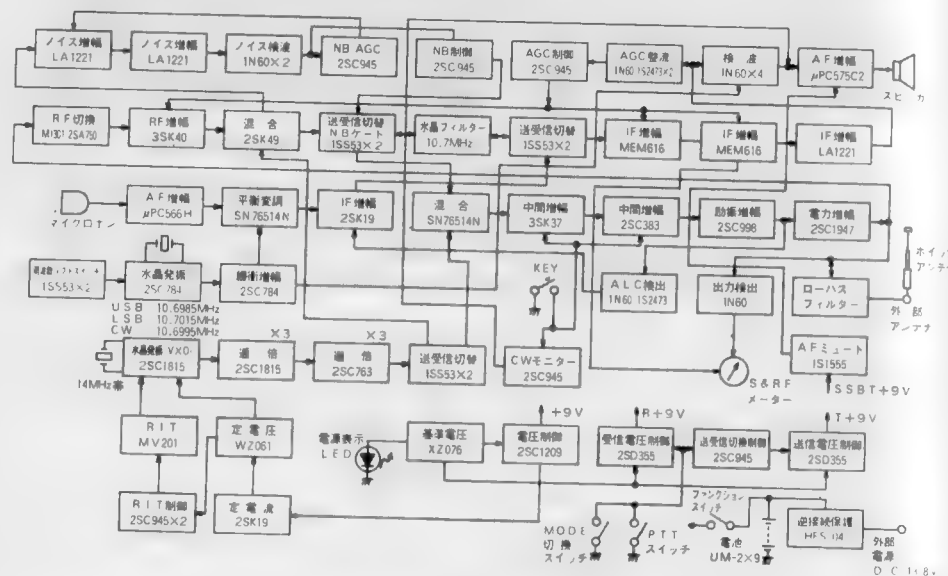 ノイズ増幅
LA1221
ノイズ増幅
LA1221
ノイズ検波
1N60×2
NB AGC
2SC945
NB制御
2SC945
AGC制御
2SC945
AGC整流
1N60 1S2473×2
検波
1N60×4
AF増幅
μPC575C2
RF切換
MI301 2SA750
RF増幅
3SK40
混合
2SK49
送受信切替
NBゲート
1SS53×2
水晶フィルター
10.7MHz
送受信切替
1SS53×2
IF増幅
MEM616
IF増幅
MEM616
IF増幅
LA1221
マイクロホン
AF増幅
μPC566H
平衡変調
SN76514N
IF増幅
2SK19
混合
SN76514N
中間増幅
3SK37
中間増幅
2SC383
励振増幅
2SC998
電力増幅
2SC1947
1SS53×2
水晶発振
2SC784
緩衝増幅
2SC784
KEY
ALC検出
1N60 1S2473
出力検出
1N60
ローパス
フィルター
外部
アンテナ
USB 10.6985MHz
LSB 10.7015MHz
CW 10.6995MHz
×3
×3
水晶発振 VXO
2SC1815
逓倍
2SC1815
逓倍
2SC763
送受信切替
1SS53×2
CWモニター
2SC945
S&RF
メーター
AFミュート
1S1555
14MHz帯
SSBT+9V
+9V
R+9V
T+9V
RIT
MV201
定電圧
WZ061
電源表示
LED
基準電圧
XZ076
電圧制御
2SC1209
受信電圧制御
2SD355
送受信切換制御
2SC945
送信電圧制御
2SD355
RIT制御
2SC945×2
定電流
2SK19
MODE
切換
スイッチ
PTT
スイッチ
ファンクション
スイッチ
電池
UM-2×9
逆接続保護
外部
電源